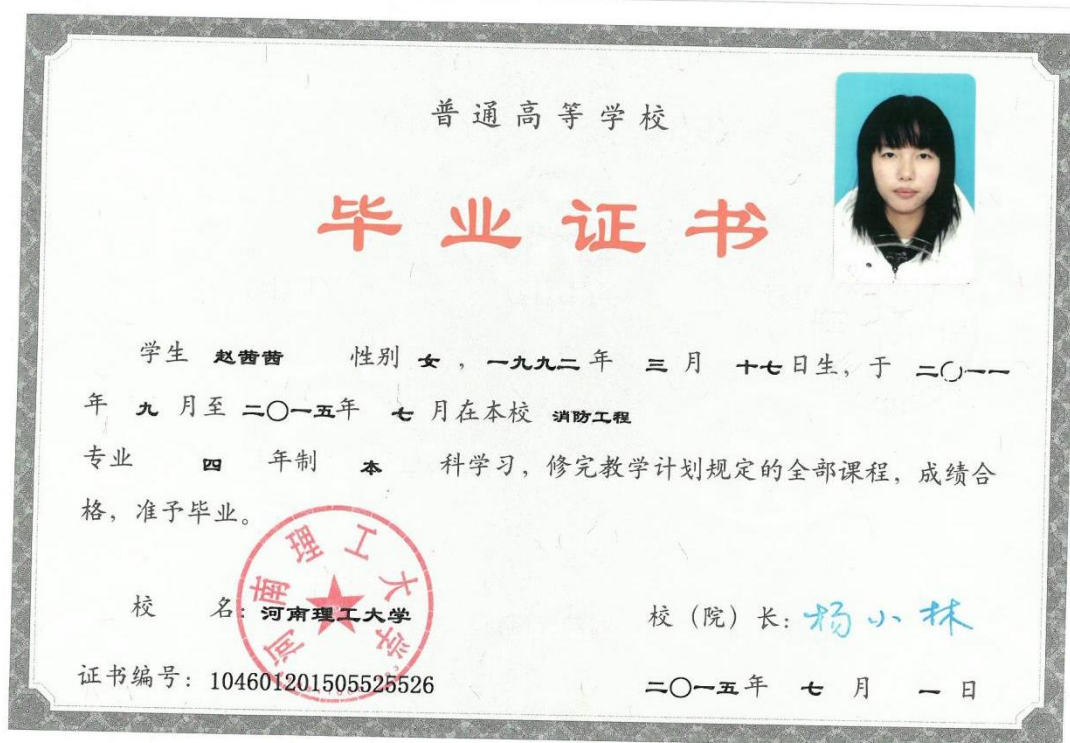 普通高等学校
毕业证书
学生 赵茜茜 性别 女 ，一九九二 年 三 月 十七 日生，于 二〇一一
年 九 月至 二〇一五年 七 月在本校 消防工程
专业 四 年制 本 科学习，修完教学计划规定的全部课程，成绩合
格，准予毕业。
河南理工大学
校 名：河南理工大学
校（院）长：杨小林
证书编号：104601201505525526
二〇一五年 七 月 一 日